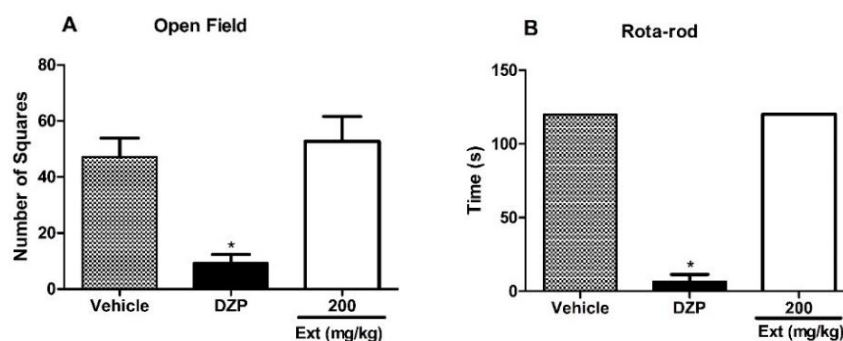 A
Open Field
Number of Squares
80
60
40
20
0
*
Vehicle
DZP
200
Ext (mg/kg)
B
Rota-rod
Time (s)
150
100
50
0
*
Vehicle
DZP
200
Ext (mg/kg)